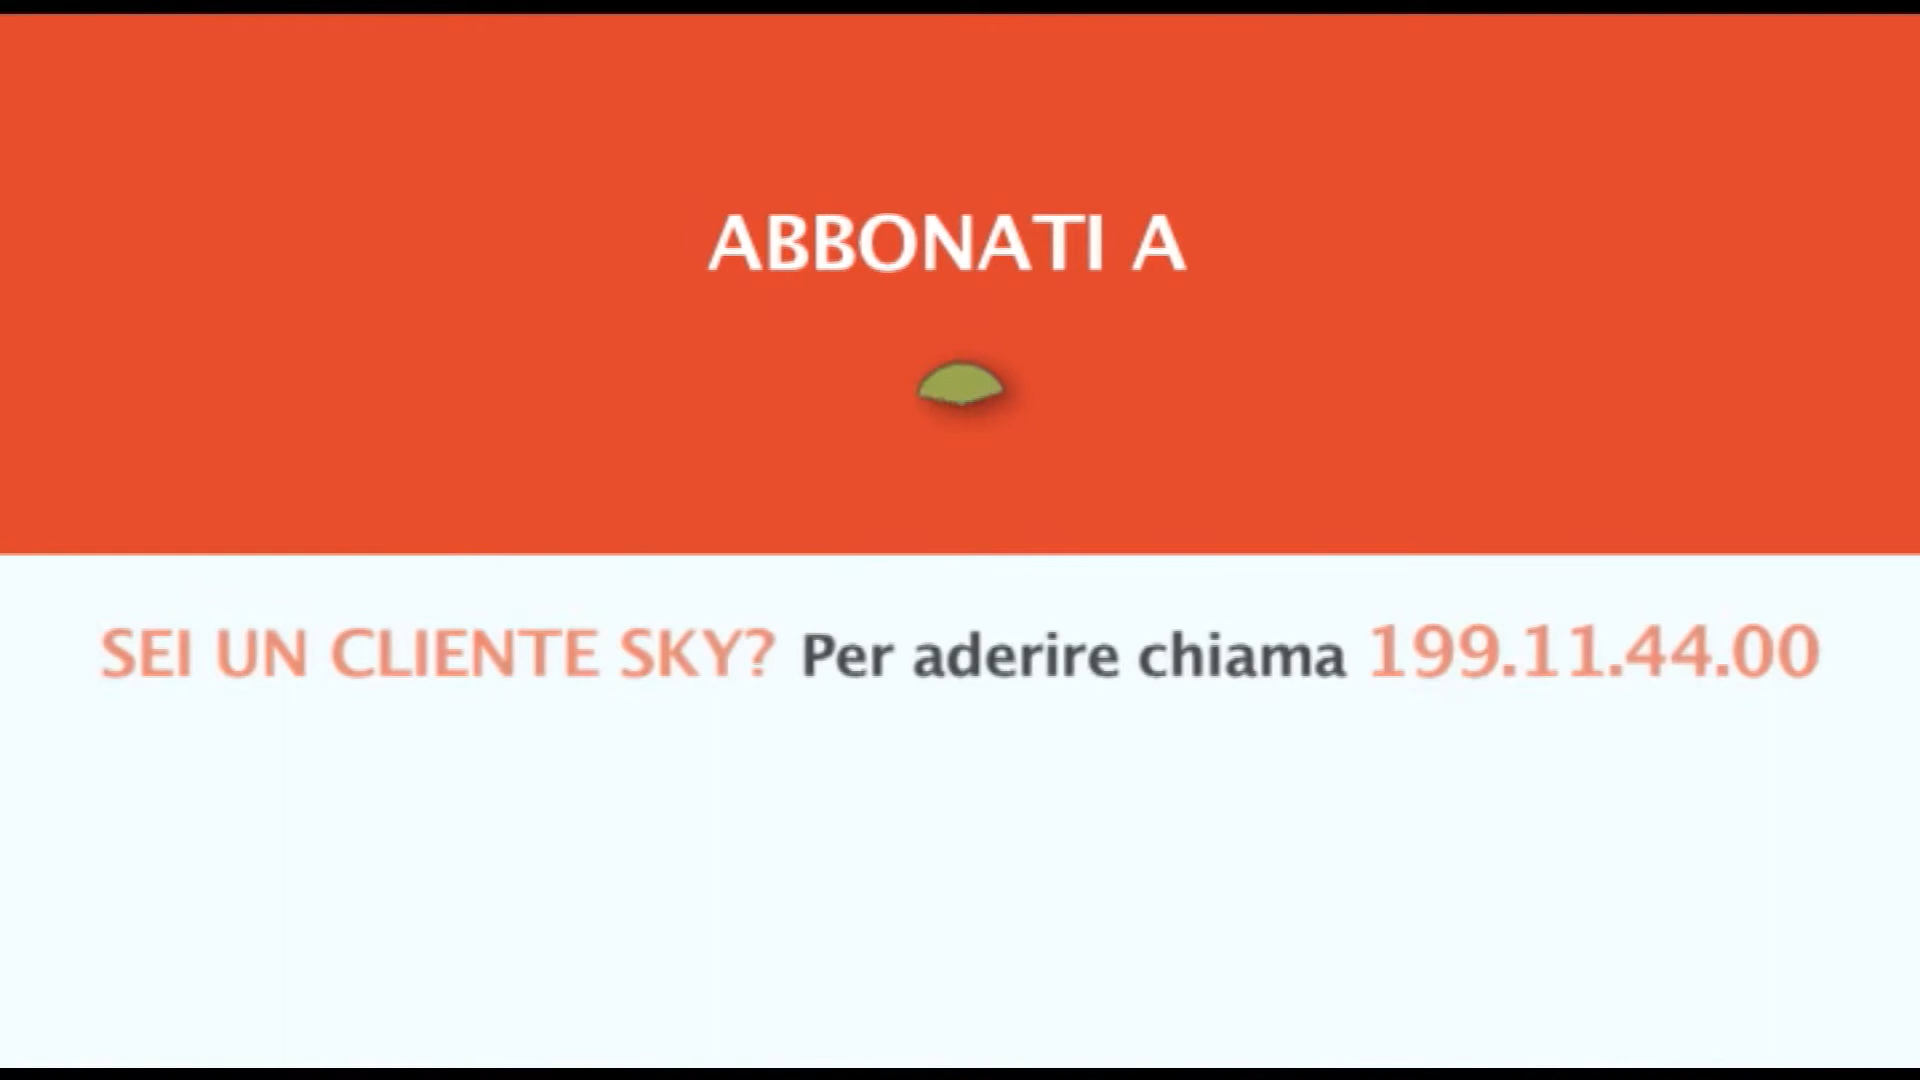 ABBONATI A
SEI UN CLIENTE SKY? Per aderire chiama 199.11.44.00